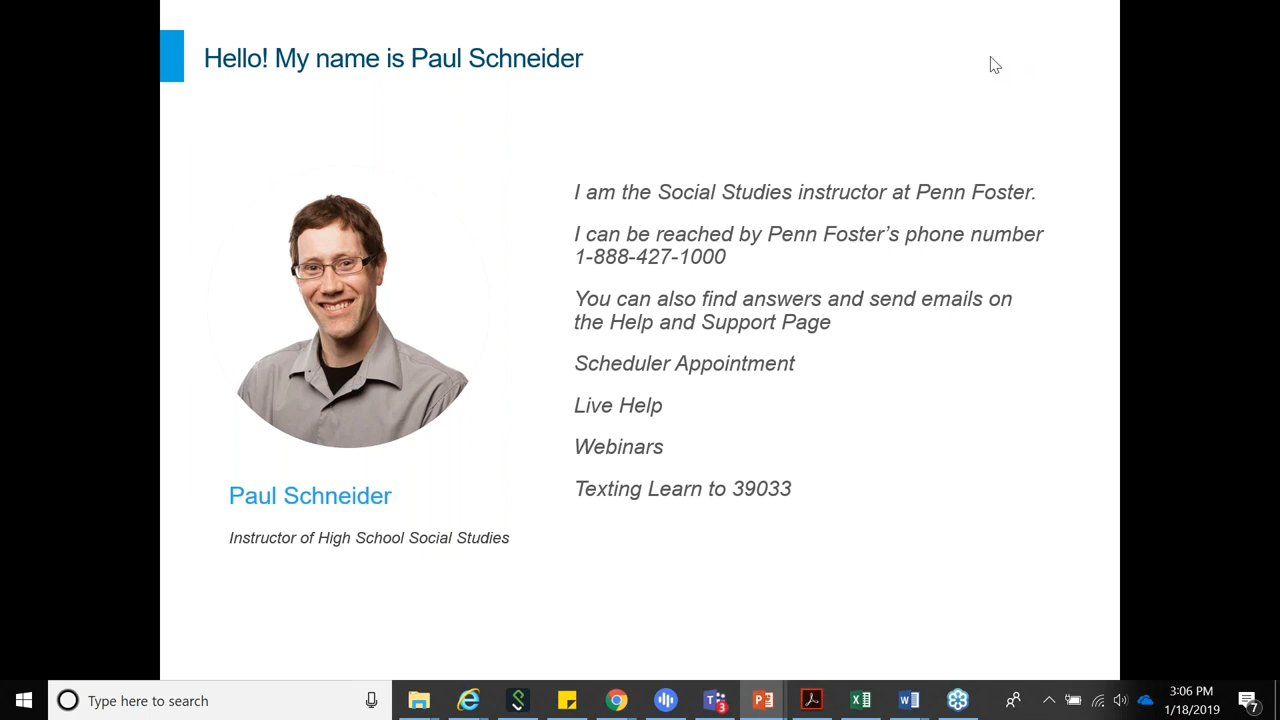 Hello! My name is Paul Schneider
I am the Social Studies instructor at Penn Foster.
I can be reached by Penn Foster’s phone number
1-888-427-1000
You can also find answers and send emails on
the Help and Support Page
Scheduler Appointment
Live Help
Webinars
Texting Learn to 39033
Paul Schneider
Instructor of High School Social Studies
Type here to search
3:06 PM
1/18/2019
3
7